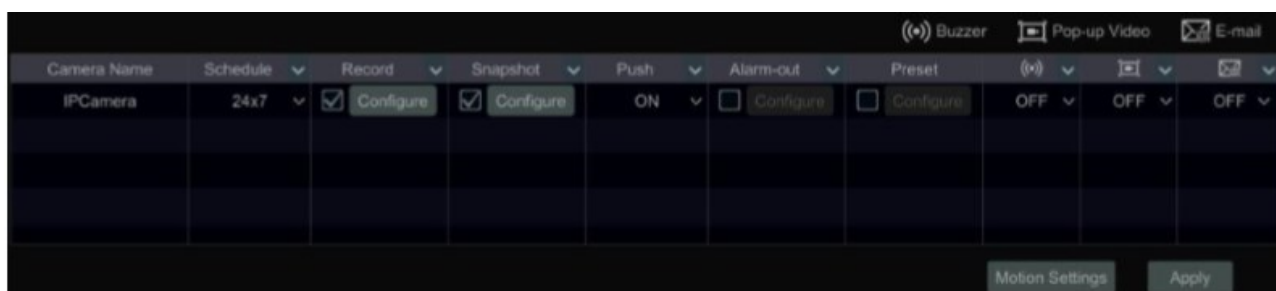 Buzzer Pop-up Video E-mail
Camera Name Schedule Record Snapshot Push Alarm-out Preset
IPCamera 24x7 Configure Configure ON Configure Configure OFF OFF OFF
Motion Settings Apply